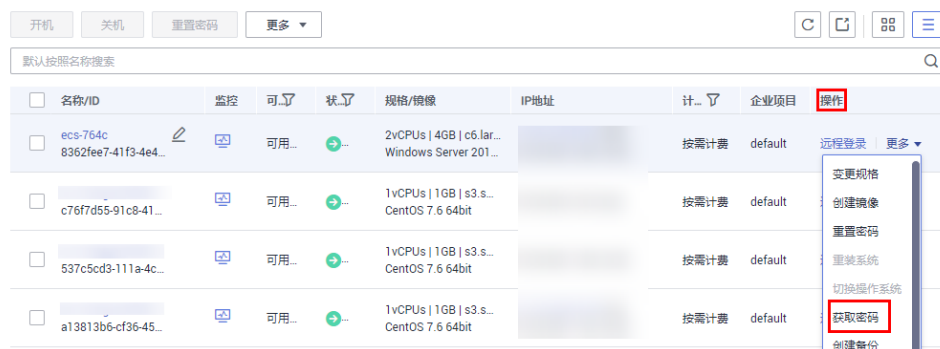 开机 关机 重置密码 更多
默认按照名称搜索
名称/ID 监控 可... 状... 规格/镜像 IP地址 计... 企业项目 操作
ecs-764c 可用... 2vCPUs | 4GB | c6.lar... 按需计费 default 远程登录 更多
8362fee7-41f3-4e4... Windows Server 201...
变更规格
c76f7d55-91c8-41... 可用... 1vCPUs | 1GB | s3.s... 按需计费 default 创建镜像
CentOS 7.6 64bit
重置密码
537c5cd3-111a-4c... 可用... 1vCPUs | 1GB | s3.s... 按需计费 default 重装系统
CentOS 7.6 64bit
切换操作系统
a13813b6-cf36-45... 可用... 1vCPUs | 1GB | s3.s... 按需计费 default 获取密码
CentOS 7.6 64bit
创建备份